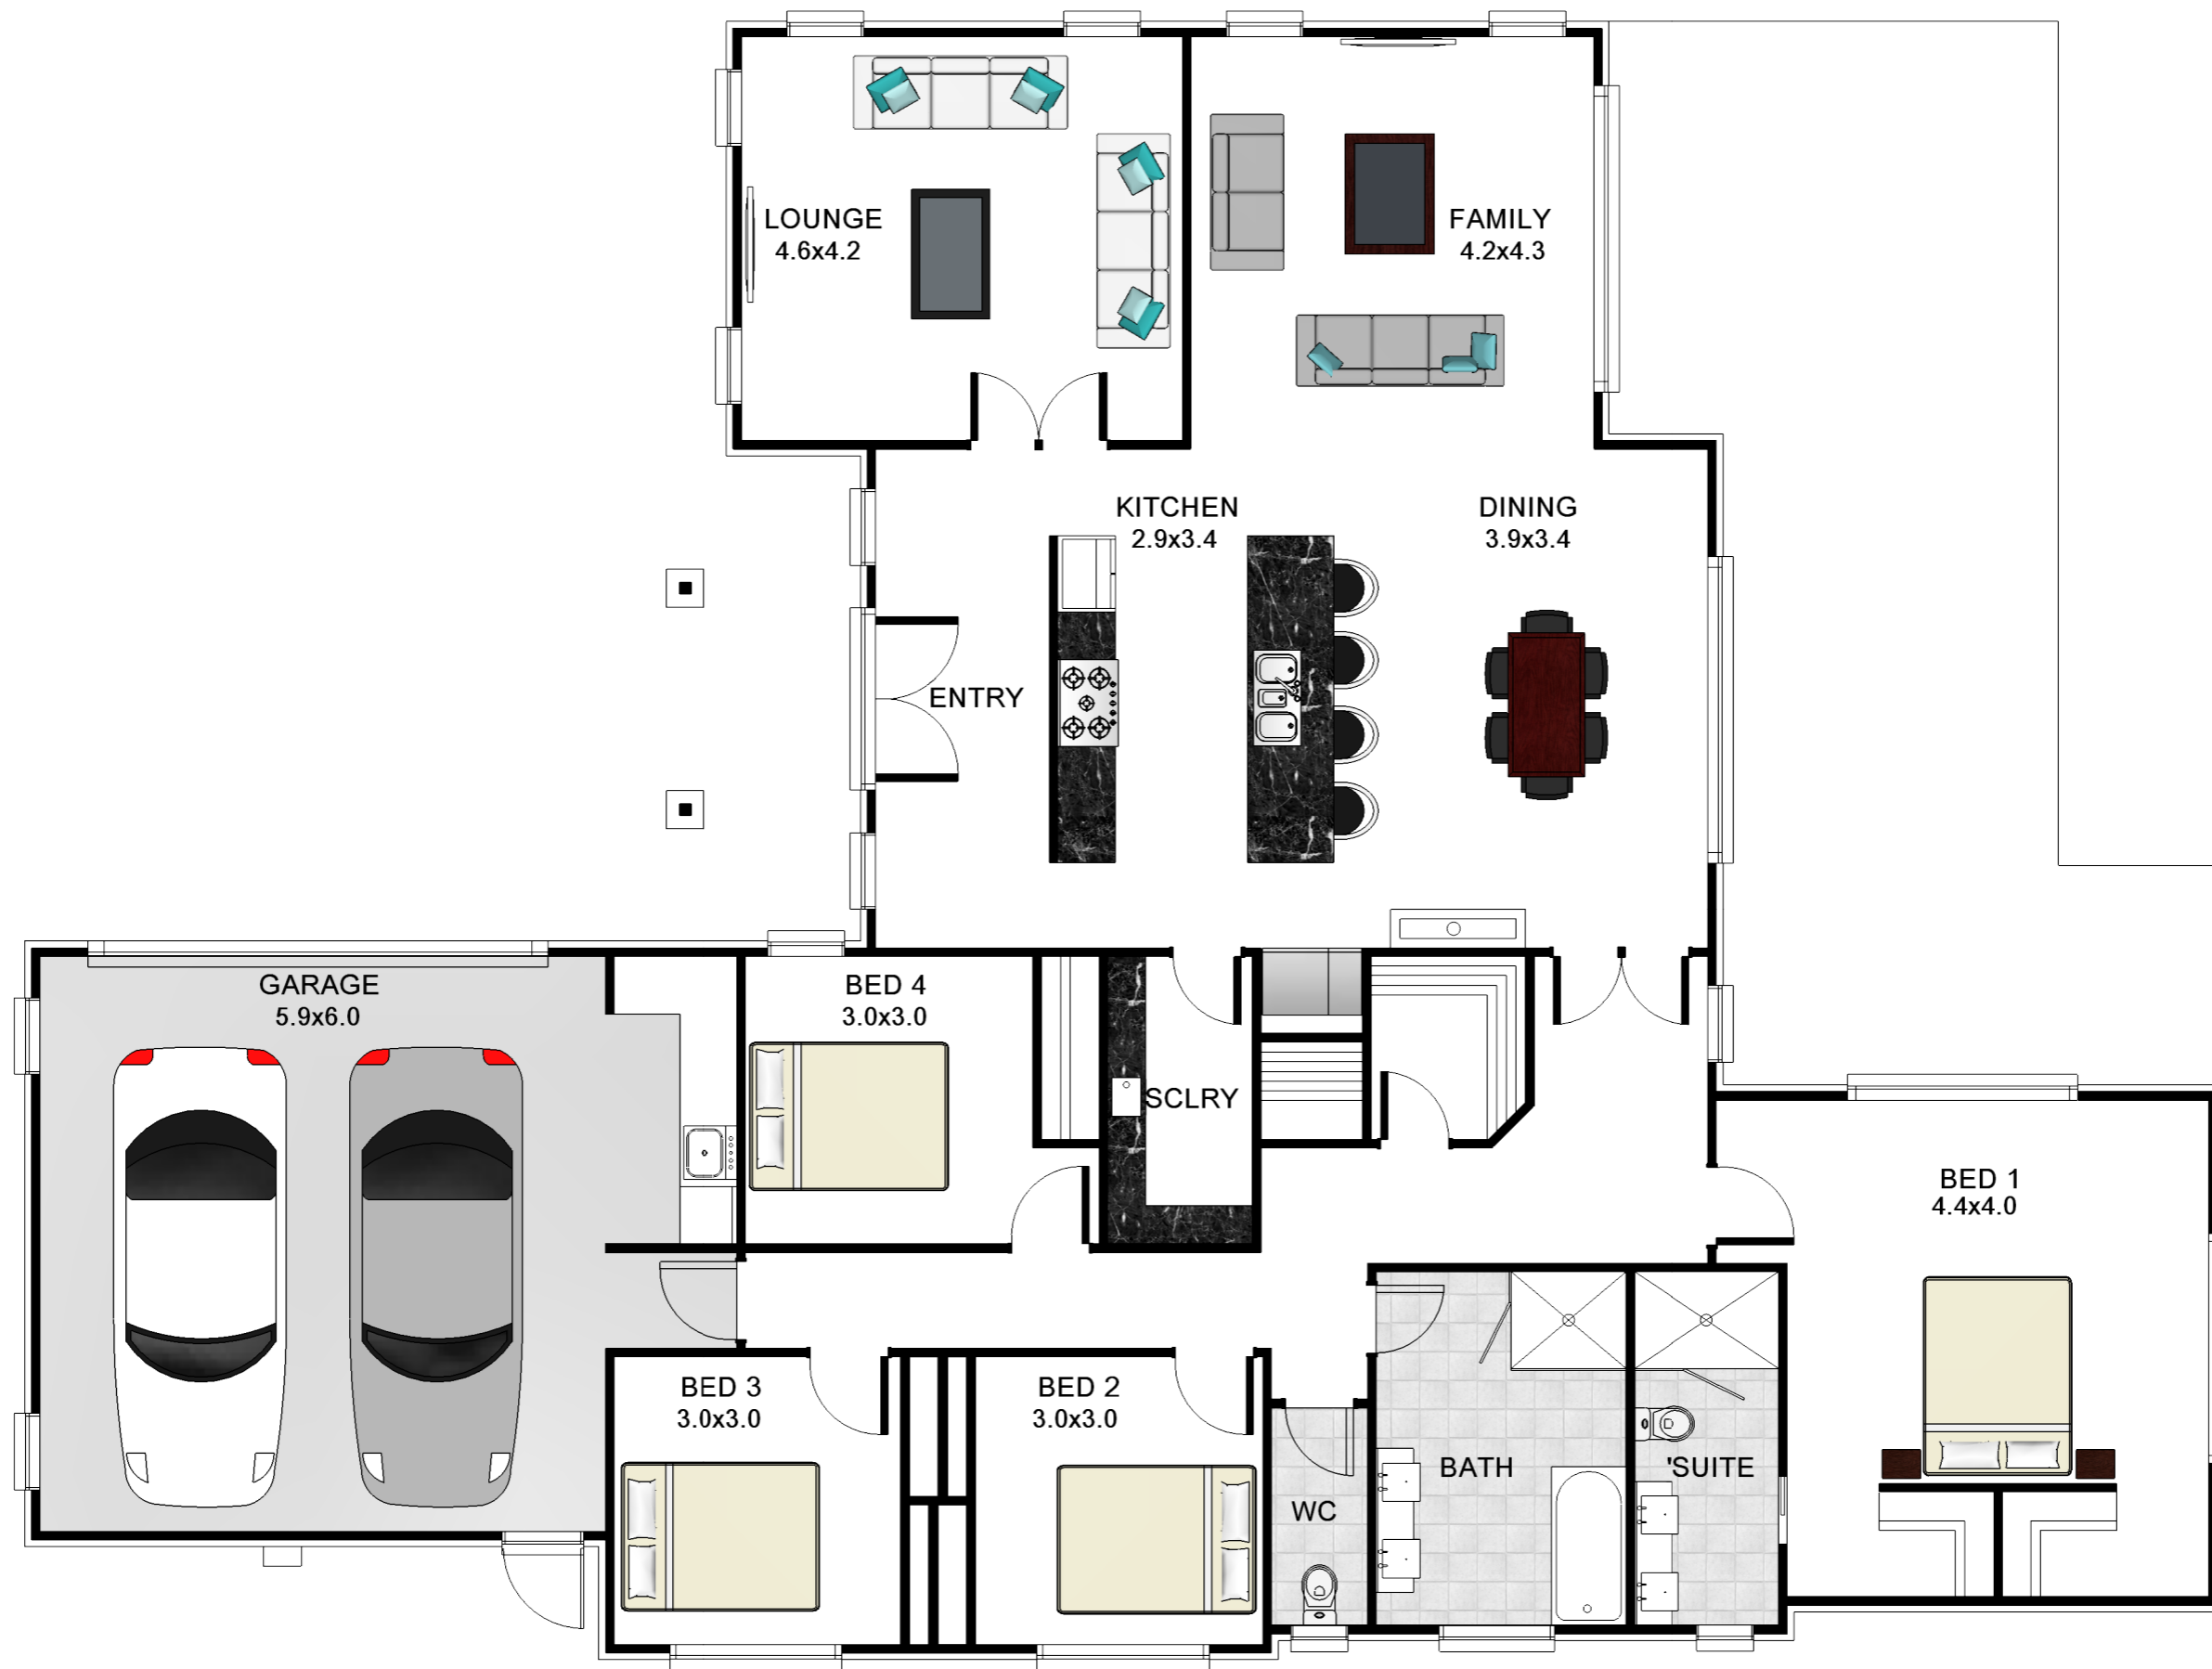 LOUNGE
4.6x4.2
FAMILY
4.2x4.3
KITCHEN
2.9x3.4
DINING
3.9x3.4
ENTRY
GARAGE
5.9x6.0
BED 4
3.0x3.0
SCLRY
BED 1
4.4x4.0
BED 3
3.0x3.0
BED 2
3.0x3.0
WC
BATH
'SUITE